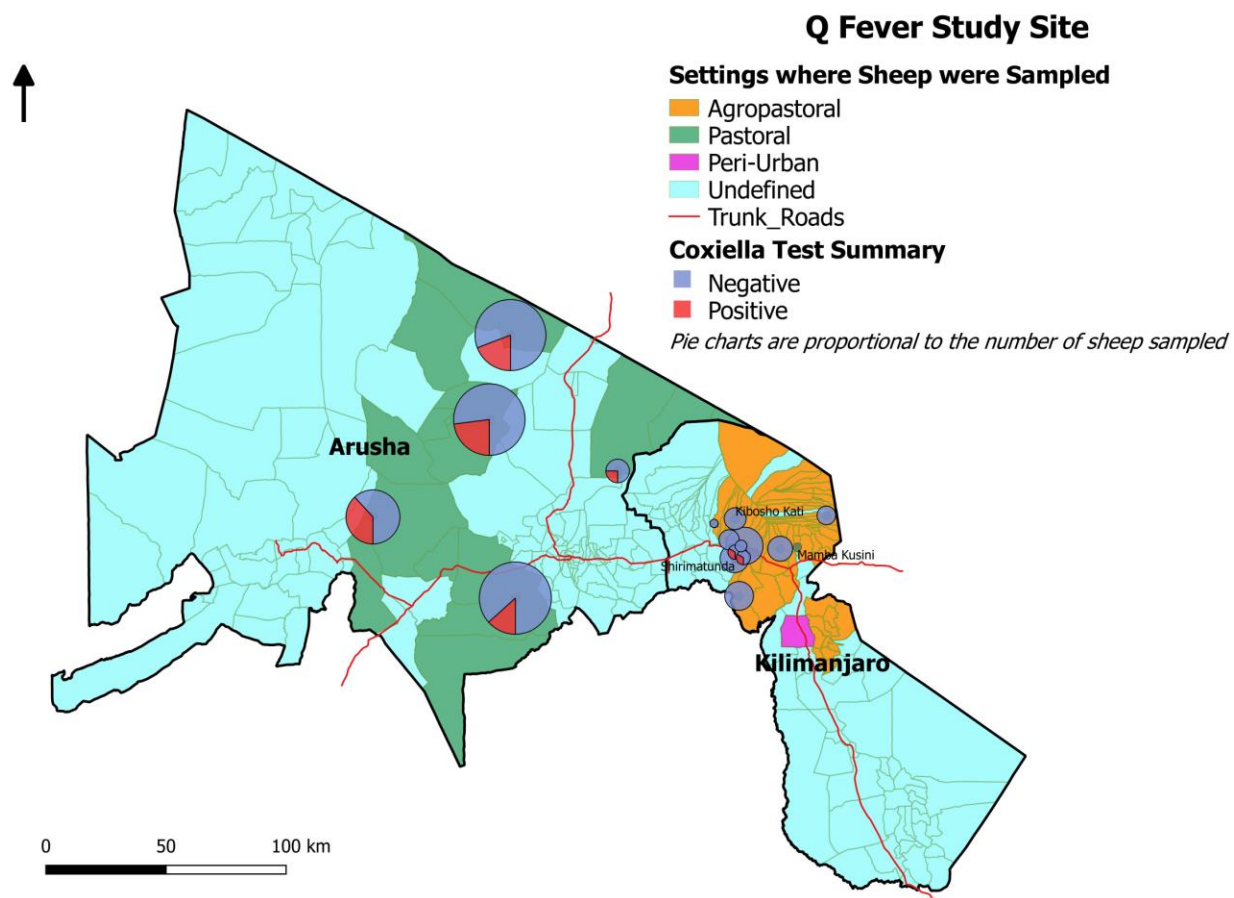 Q Fever Study Site
Settings where Sheep were Sampled
Agropastoral
Pastoral
Peri-Urban
Undefined
Trunk_Roads
Coxiella Test Summary
Negative
Positive
Pie charts are proportional to the number of sheep sampled
Arusha
Kibosho Kati
Mamba Kusini
Shirimatunda
Kilimanjaro
0 50 100 km